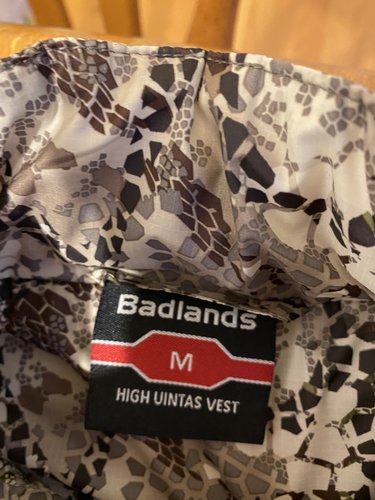 Badlands
M
HIGH UINTAS VEST